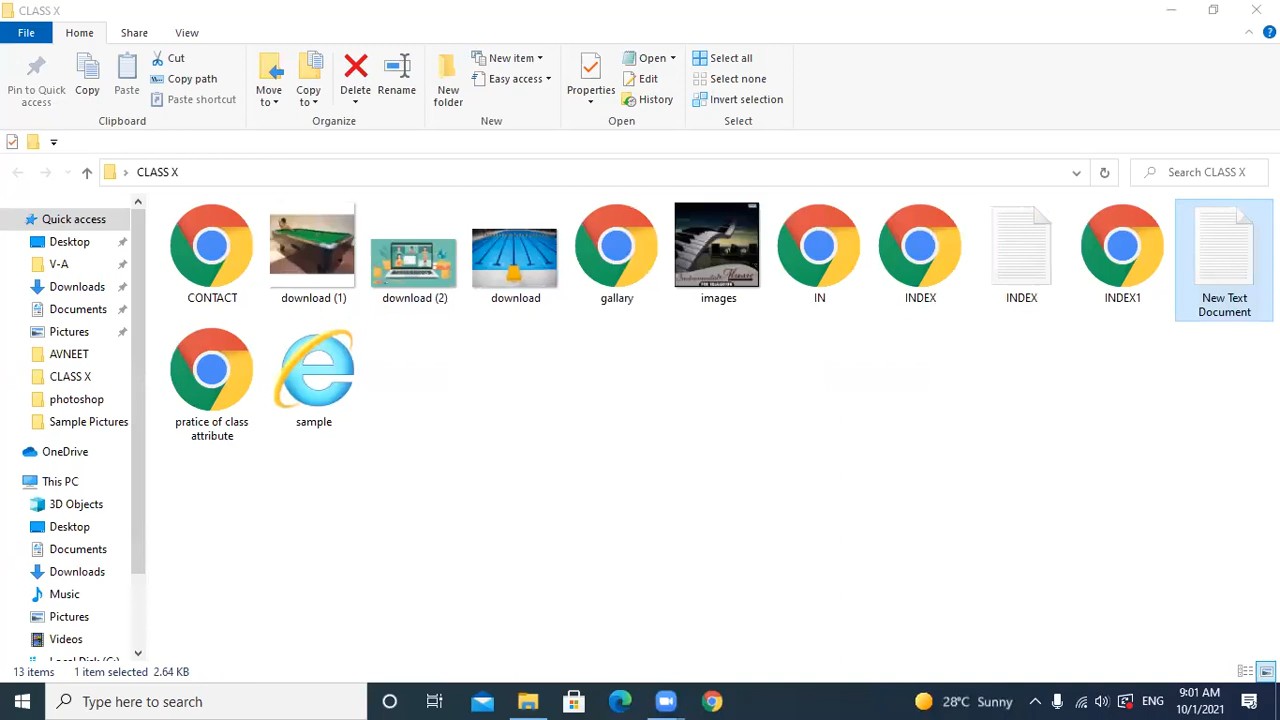 CLASS X
File Home Share View
Pin to Quick access
Copy
Paste
Cut
Copy path
Paste shortcut
Clipboard
Move to
Copy to
Delete
Rename
Organize
New folder
New item
Easy access
New
Properties
Open
Edit
History
Open
Select all
Select none
Invert selection
Select
CLASS X
Search CLASS X
Quick access
Desktop
V-A
Downloads
Documents
Pictures
AVNEET
CLASS X
photoshop
Sample Pictures
OneDrive
This PC
3D Objects
Desktop
Documents
Downloads
Music
Pictures
Videos
CONTACT
download (1)
download (2)
download
gallary
images
IN
INDEX
INDEX
INDEX1
New Text
Document
pratice of class
attribute
sample
13 items 1 item selected 2.64 KB
Type here to search
28°C Sunny
ENG
9:01 AM
10/1/2021